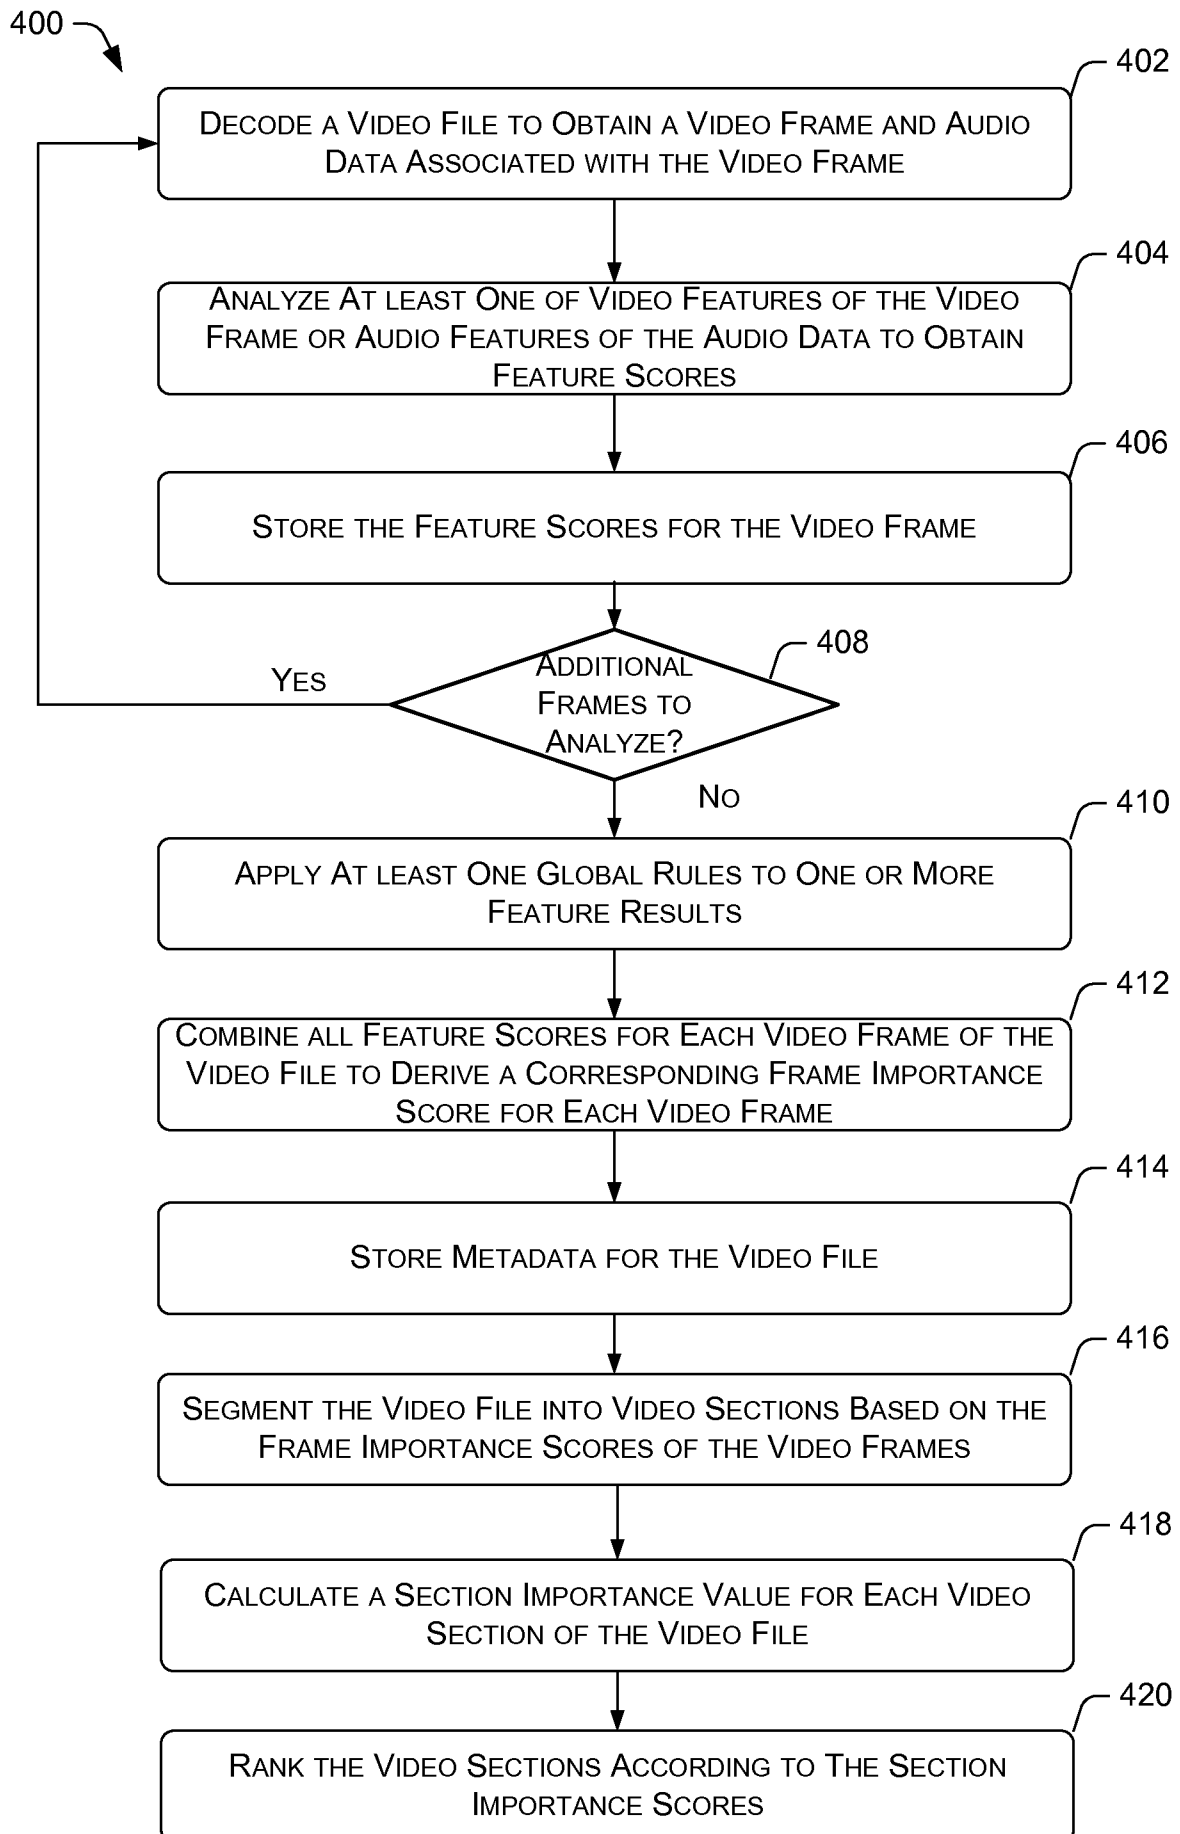 400
402
DECODE A VIDEO FILE TO OBTAIN A VIDEO FRAME AND AUDIO
DATA ASSOCIATED WITH THE VIDEO FRAME
404
ANALYZE AT LEAST ONE OF VIDEO FEATURES OF THE VIDEO
FRAME OR AUDIO FEATURES OF THE AUDIO DATA TO OBTAIN
FEATURE SCORES
406
STORE THE FEATURE SCORES FOR THE VIDEO FRAME
408
ADDITIONAL
FRAMES TO
ANALYZE?
YES
NO
410
APPLY AT LEAST ONE GLOBAL RULES TO ONE OR MORE
FEATURE RESULTS
412
COMBINE ALL FEATURE SCORES FOR EACH VIDEO FRAME OF THE
VIDEO FILE TO DERIVE A CORRESPONDING FRAME IMPORTANCE
SCORE FOR EACH VIDEO FRAME
414
STORE METADATA FOR THE VIDEO FILE
416
SEGMENT THE VIDEO FILE INTO VIDEO SECTIONS BASED ON THE
FRAME IMPORTANCE SCORES OF THE VIDEO FRAMES
418
CALCULATE A SECTION IMPORTANCE VALUE FOR EACH VIDEO
SECTION OF THE VIDEO FILE
420
RANK THE VIDEO SECTIONS ACCORDING TO THE SECTION
IMPORTANCE SCORES